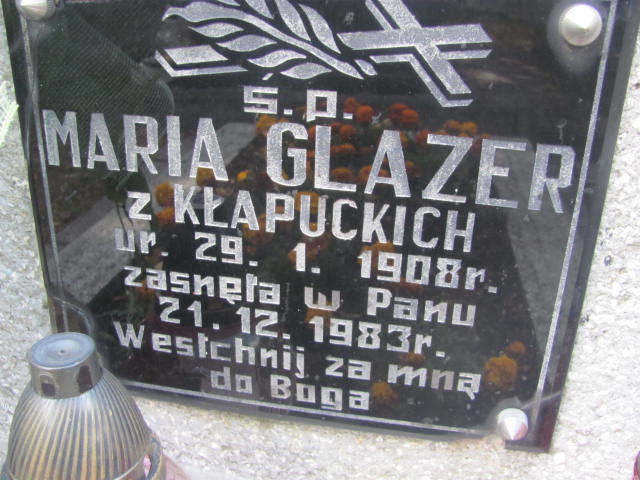 ś.p.
MARIA GLAZER
z KŁAPUCKICH
ur. 29. 1. 1908r.
zasnęła w Panu
21. 12. 1983r.
Westchnij za mną
do Boga